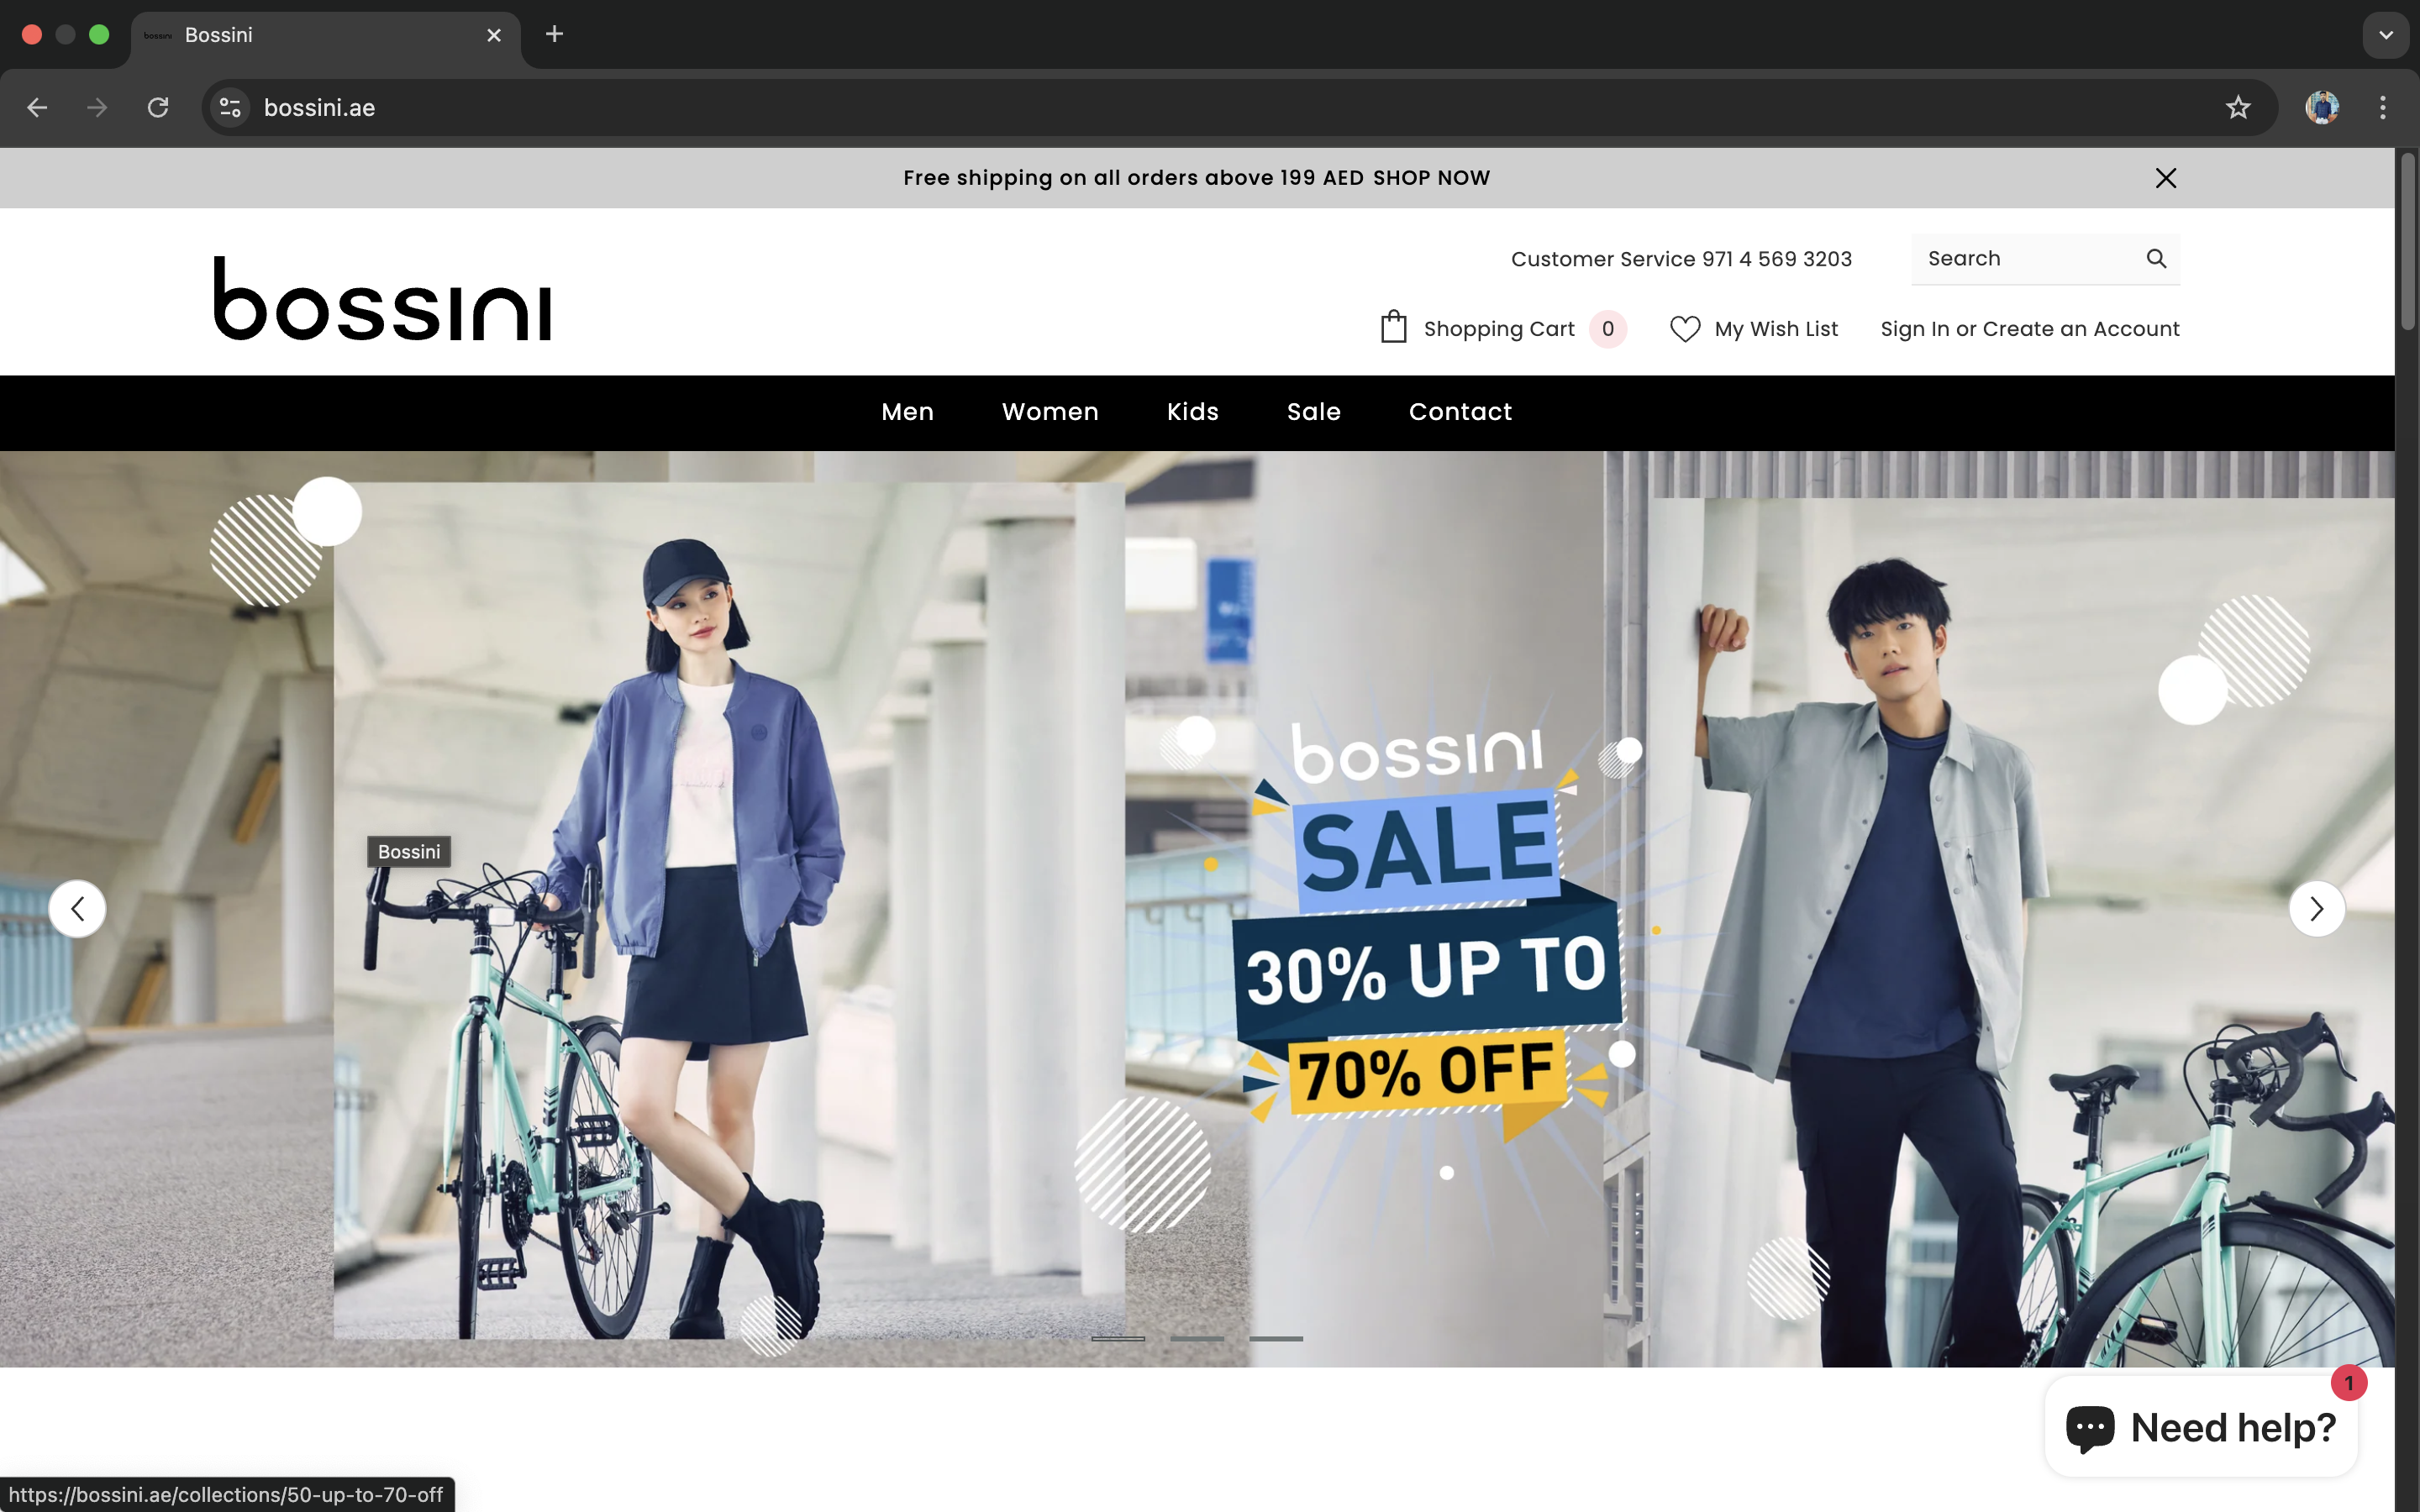 bossini Bossini
bossini.ae
Free shipping on all orders above 199 AED SHOP NOW
bossini
Customer Service 971 4 569 3203
Search
Shopping Cart 0
My Wish List
Sign In or Create an Account
Men Women Kids Sale Contact
bossini
SALE
30% UP TO
70% OFF
Bossini
1
Need help?
https://bossini.ae/collections/50-up-to-70-off